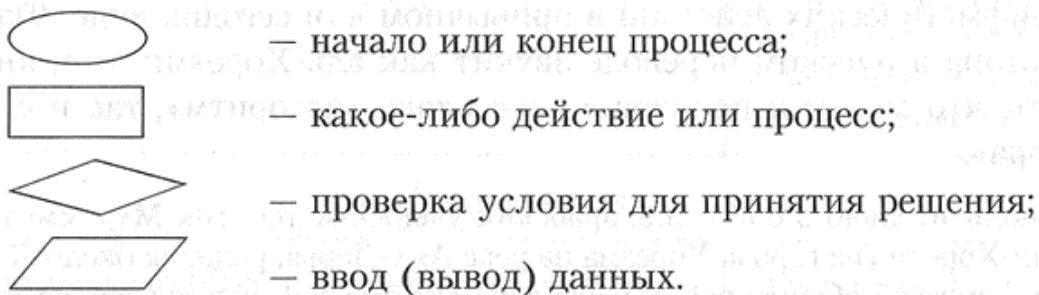 — начало или конец процесса;
— какое-либо действие или процесс;
— проверка условия для принятия решения;
— ввод (вывод) данных.